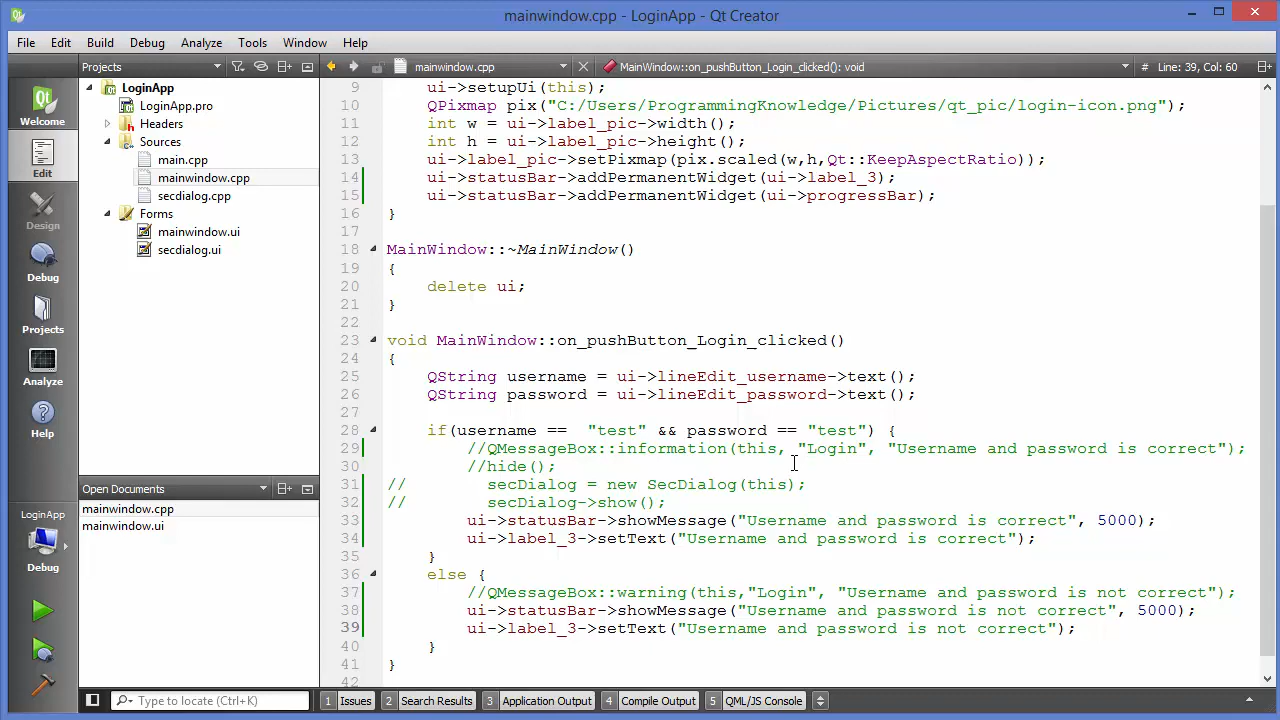 mainwindow.cpp - LoginApp - Qt Creator
File Edit Build Debug Analyze Tools Window Help
Projects mainwindow.cpp MainWindow::on_pushButton_Login_clicked(): void # Line: 39, Col: 60
Welcome
Edit
Design
Debug
Projects
Analyze
Help
LoginApp
Debug
LoginApp
LoginApp.pro
Headers
Sources
main.cpp
mainwindow.cpp
secdialog.cpp
Forms
mainwindow.ui
secdialog.ui
Open Documents
mainwindow.cpp
mainwindow.ui
9 ui->setupUi(this);
10 QPixmap pix("C:/Users/ProgrammingKnowledge/Pictures/qt_pic/login-icon.png");
11 int w = ui->label_pic->width();
12 int h = ui->label_pic->height();
13 ui->label_pic->setPixmap(pix.scaled(w,h,Qt::KeepAspectRatio));
14 ui->statusBar->addPermanentWidget(ui->label_3);
15 ui->statusBar->addPermanentWidget(ui->progressBar);
16 }
17
18 MainWindow::~MainWindow()
19 {
20 delete ui;
21 }
22
23 void MainWindow::on_pushButton_Login_clicked()
24 {
25 QString username = ui->lineEdit_username->text();
26 QString password = ui->lineEdit_password->text();
27
28 if(username == "test" && password == "test") {
29 //QMessageBox::information(this, "Login", "Username and password is correct");
30 //hide();
31 // secDialog = new SecDialog(this);
32 // secDialog->show();
33 ui->statusBar->showMessage("Username and password is correct", 5000);
34 ui->label_3->setText("Username and password is correct");
35 }
36 else {
37 //QMessageBox::warning(this,"Login", "Username and password is not correct");
38 ui->statusBar->showMessage("Username and password is not correct", 5000);
39 ui->label_3->setText("Username and password is not correct");
40 }
41 }
42
Type to locate (Ctrl+K) 1 Issues 2 Search Results 3 Application Output 4 Compile Output 5 QML/JS Console